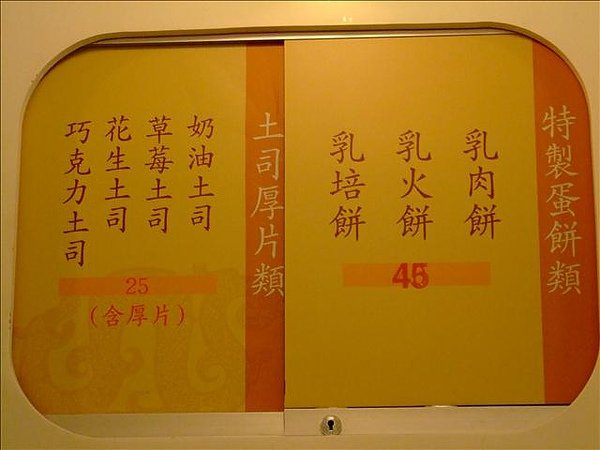 特製蛋餅類
乳肉餅
乳火餅
乳培餅
45
土司厚片類
奶油土司
草莓土司
花生土司
巧克力土司
25
(含厚片)